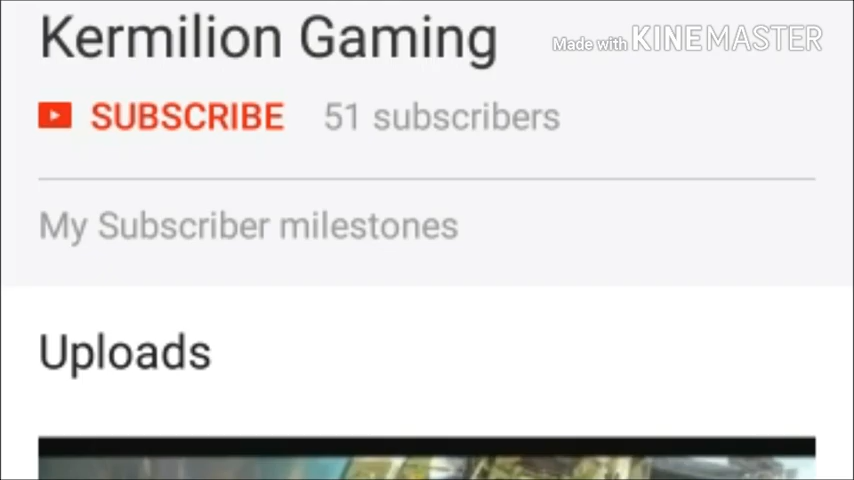 Kermilion Gaming
Made with KINEMASTER
SUBSCRIBE 51 subscribers
My Subscriber milestones
Uploads